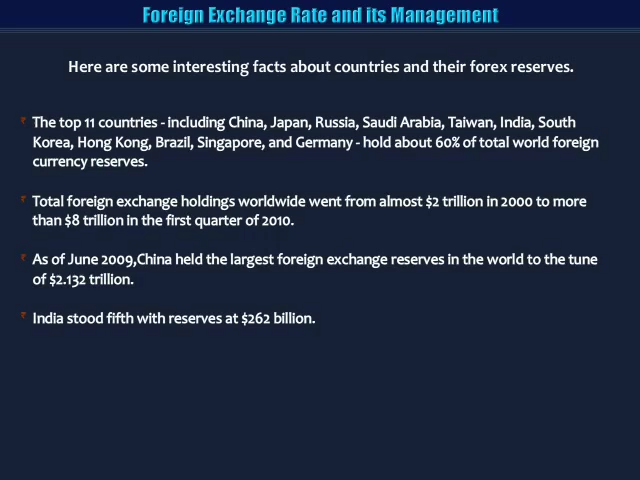 Foreign Exchange Rate and its Management
Here are some interesting facts about countries and their forex reserves.
₹ The top 11 countries - including China, Japan, Russia, Saudi Arabia, Taiwan, India, South
Korea, Hong Kong, Brazil, Singapore, and Germany - hold about 60% of total world foreign
currency reserves.
₹ Total foreign exchange holdings worldwide went from almost $2 trillion in 2000 to more
than $8 trillion in the first quarter of 2010.
₹ As of June 2009,China held the largest foreign exchange reserves in the world to the tune
of $2.132 trillion.
₹ India stood fifth with reserves at $262 billion.